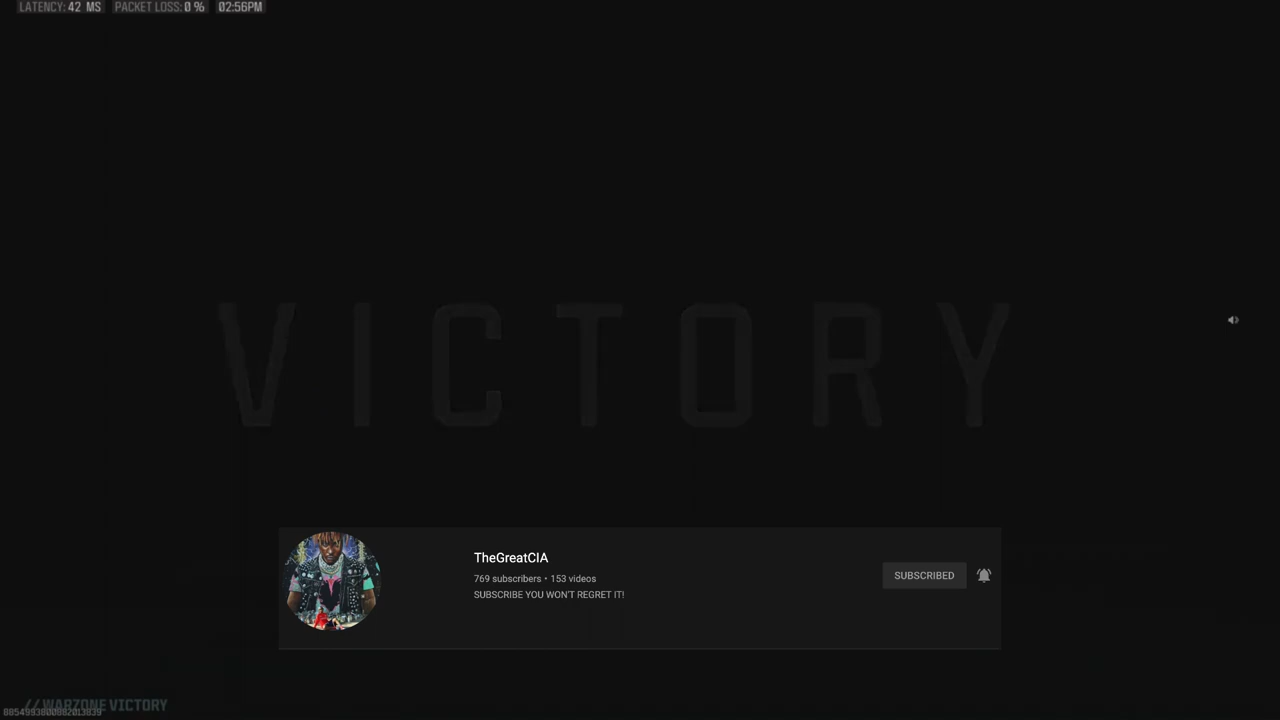 LATENCY: 42 MS PACKET LOSS: 0 % 02:56PM
VICTORY
TheGreatCIA
769 subscribers • 153 videos
SUBSCRIBED
SUBSCRIBE YOU WON'T REGRET IT!
// WARZONE VICTORY